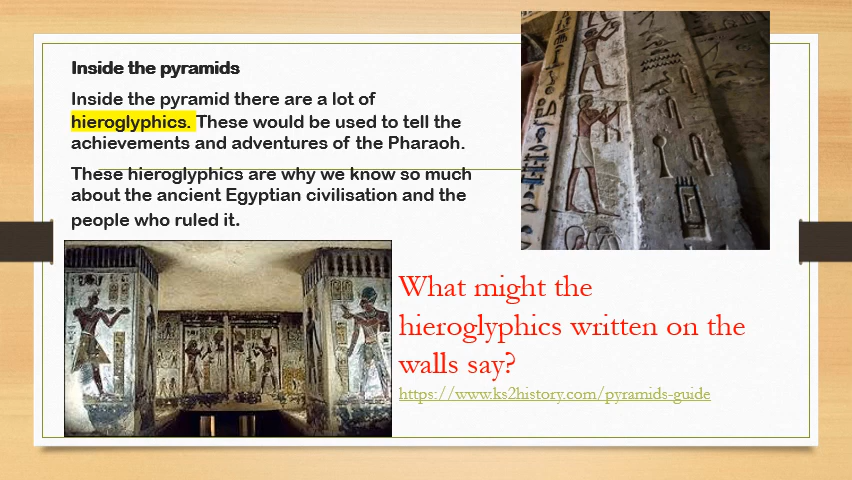 Inside the pyramids
Inside the pyramid there are a lot of
hieroglyphics. These would be used to tell the
achievements and adventures of the Pharaoh.
These hieroglyphics are why we know so much
about the ancient Egyptian civilisation and the
people who ruled it.
What might the
hieroglyphics written on the
walls say?
https://www.ks2history.com/pyramids-guide